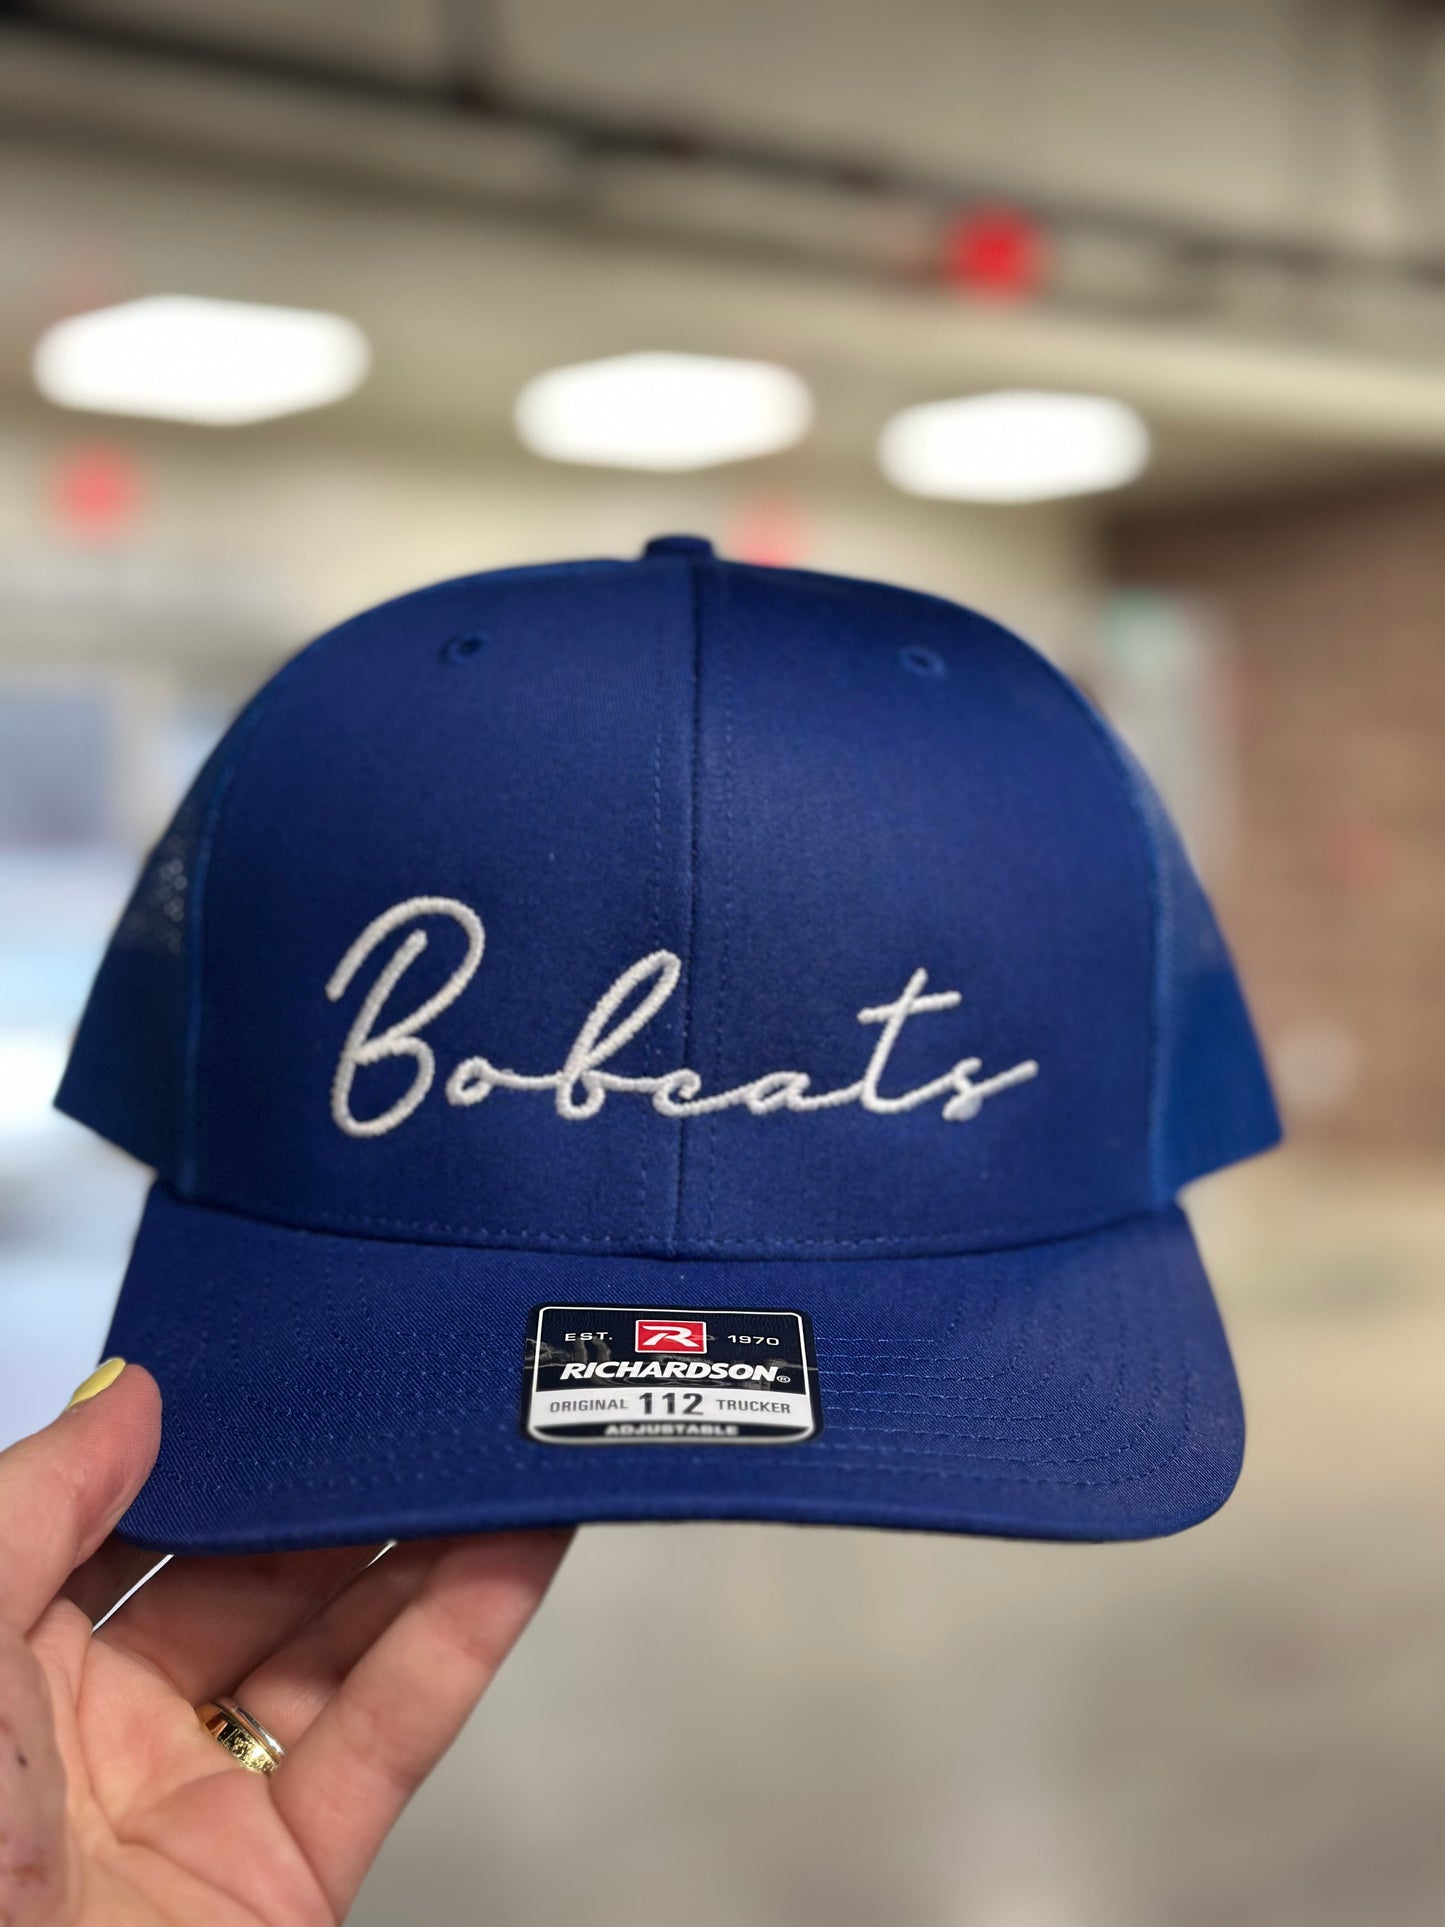 Bobcats
EST. R 1970
RICHARDSON®
ORIGINAL 112 TRUCKER
ADJUSTABLE